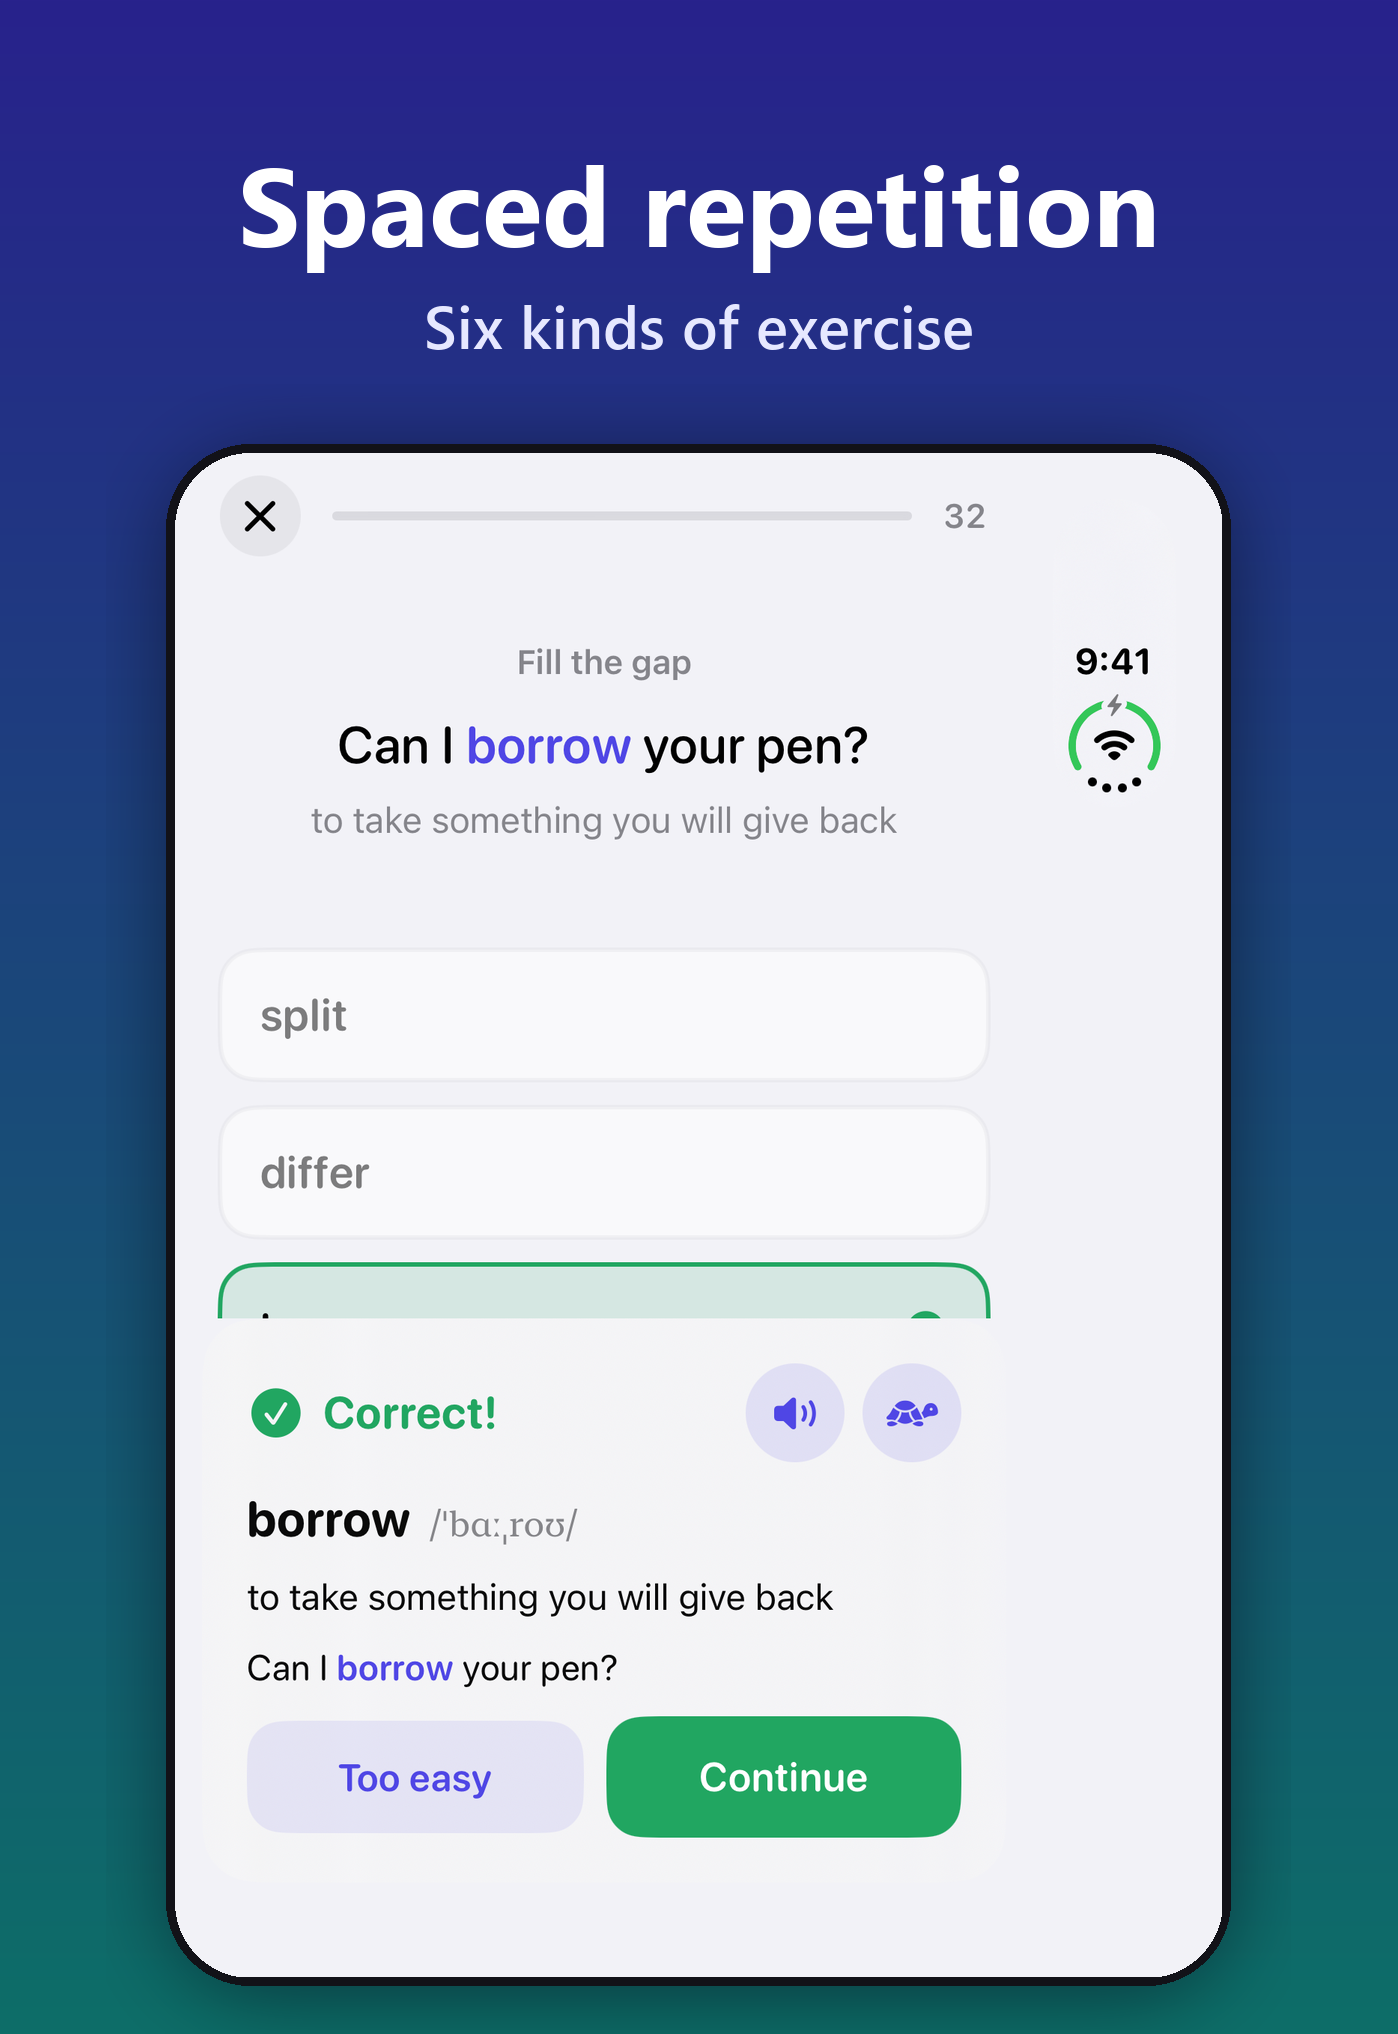 Spaced repetition
Six kinds of exercise
32
Fill the gap
9:41
Can I borrow your pen?
to take something you will give back
split
differ
Correct!
borrow /ˈbɑːˌroʊ/
to take something you will give back
Can I borrow your pen?
Too easy
Continue